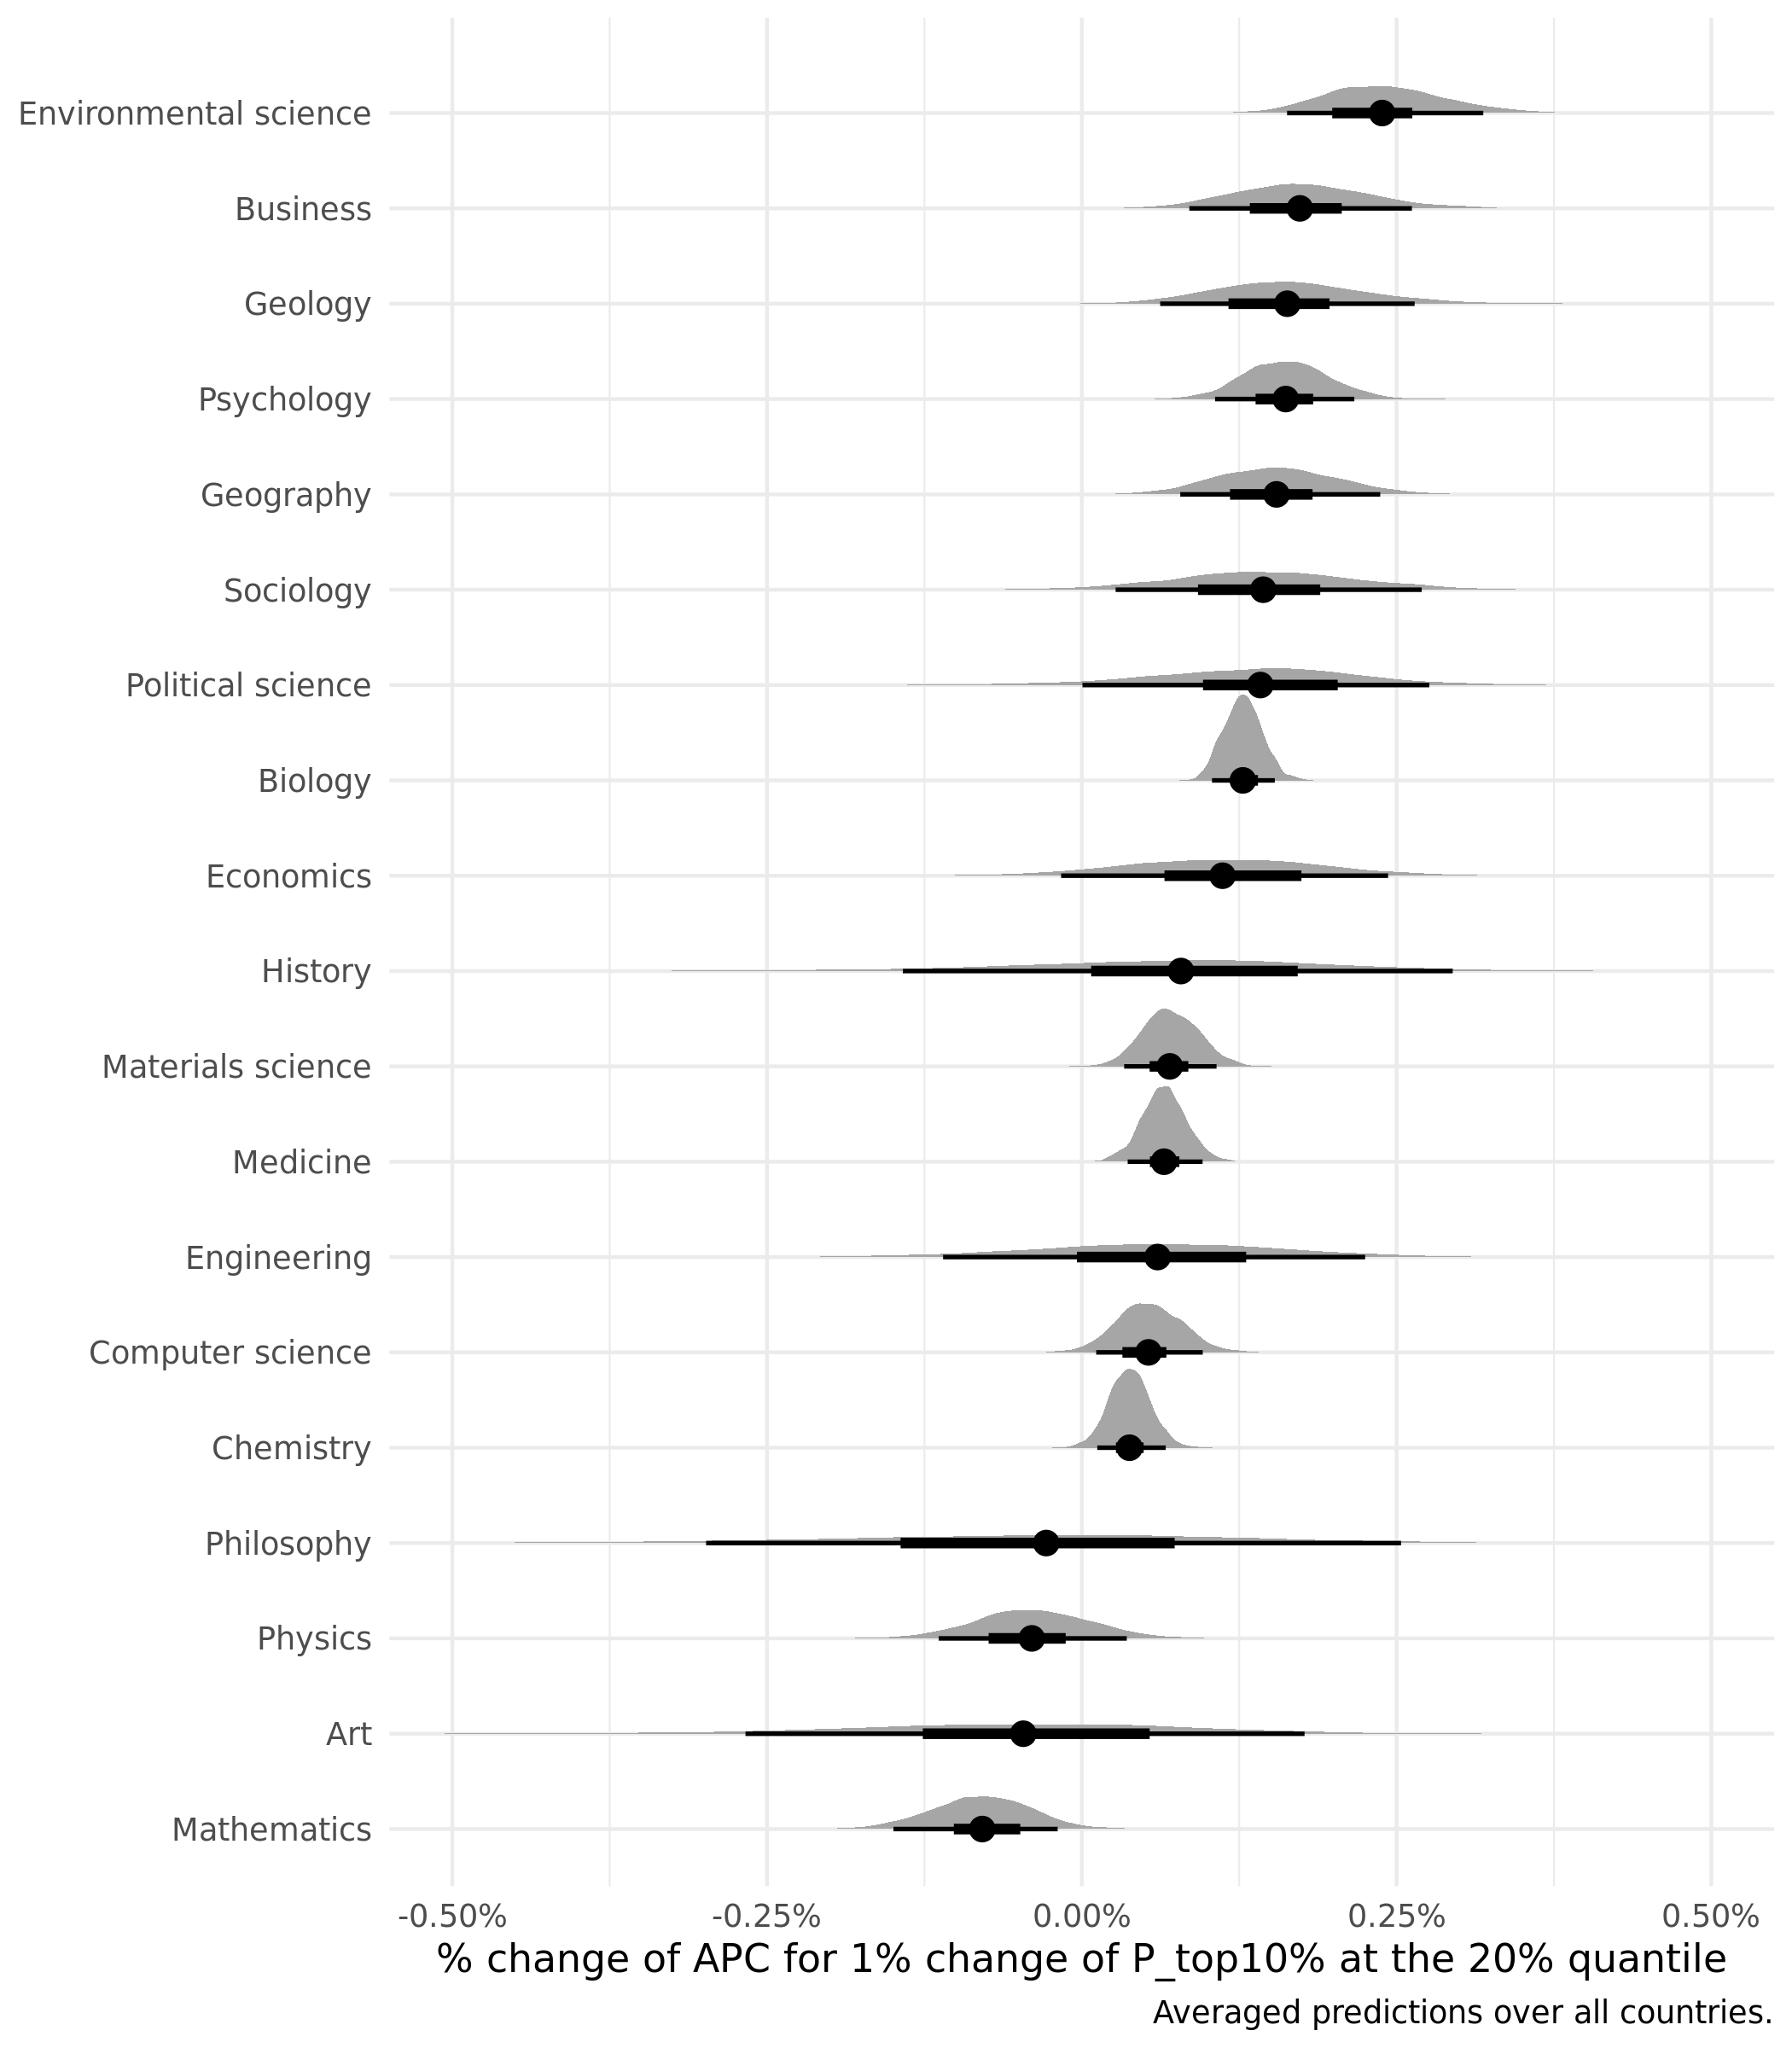 Environmental science
Business
Geology
Psychology
Geography
Sociology
Political science
Biology
Economics
History
Materials science
Medicine
Engineering
Computer science
Chemistry
Philosophy
Physics
Art
Mathematics
-0.50% -0.25% 0.00% 0.25% 0.50%
% change of APC for 1% change of P_top10% at the 20% quantile
Averaged predictions over all countries.